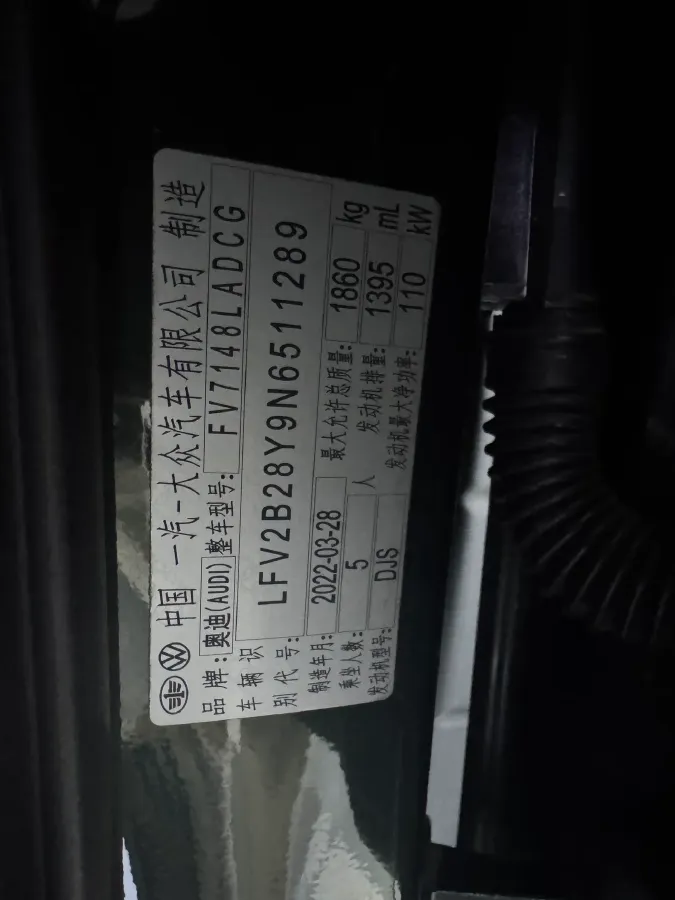 中国 一汽-大众汽车有限公司 制造
品牌: 奥迪(AUDI) 整车型号: FV7148LADCG
车辆识别代号: LFV2B28Y9N6511289
制造年月: 2022-03-28 最大允许总质量: 1860 kg
乘坐人数: 5 人 发动机排量: 1395 mL
发动机型号: DJS 发动机最大净功率: 110 kW